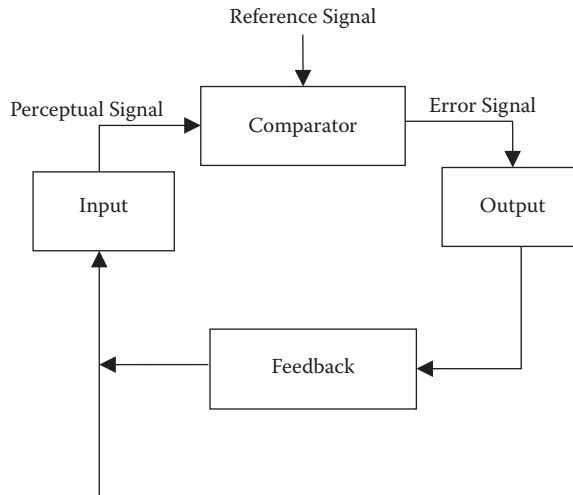 Reference Signal
Perceptual Signal
Error Signal
Comparator
Input
Output
Feedback